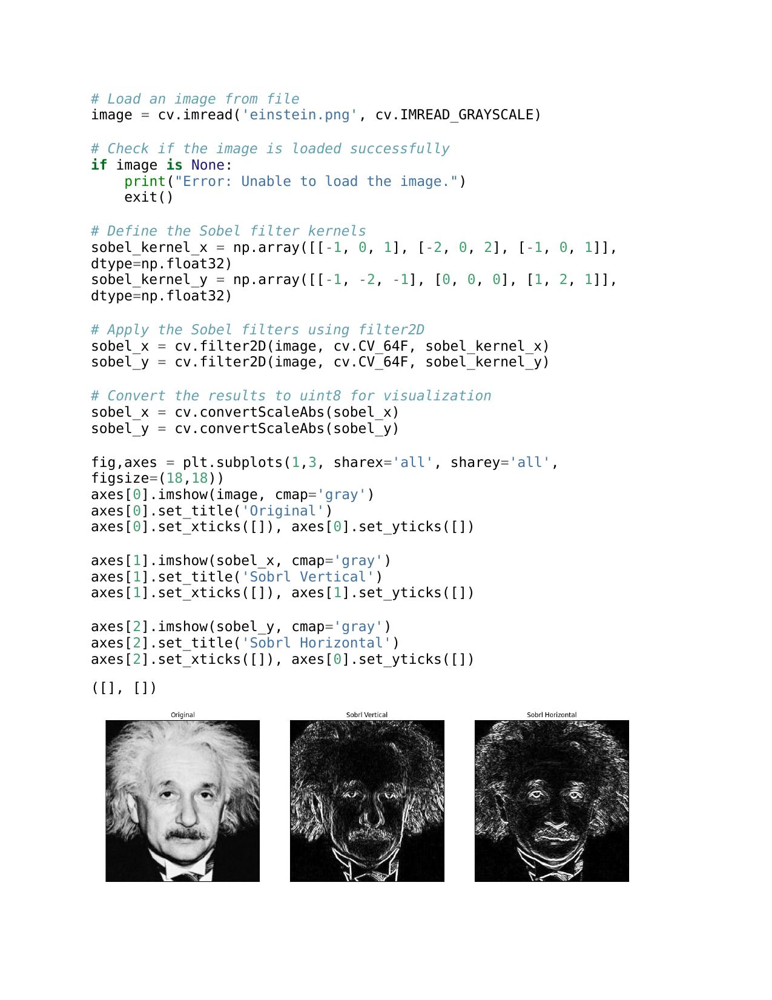 # Load an image from file
image = cv.imread('einstein.png', cv.IMREAD_GRAYSCALE)
# Check if the image is loaded successfully
if image is None:
    print("Error: Unable to load the image.")
    exit()
# Define the Sobel filter kernels
sobel_kernel_x = np.array([[-1, 0, 1], [-2, 0, 2], [-1, 0, 1]],
dtype=np.float32)
sobel_kernel_y = np.array([[-1, -2, -1], [0, 0, 0], [1, 2, 1]],
dtype=np.float32)
# Apply the Sobel filters using filter2D
sobel_x = cv.filter2D(image, cv.CV_64F, sobel_kernel_x)
sobel_y = cv.filter2D(image, cv.CV_64F, sobel_kernel_y)
# Convert the results to uint8 for visualization
sobel_x = cv.convertScaleAbs(sobel_x)
sobel_y = cv.convertScaleAbs(sobel_y)
fig,axes = plt.subplots(1,3, sharex='all', sharey='all',
figsize=(18,18))
axes[0].imshow(image, cmap='gray')
axes[0].set_title('Original')
axes[0].set_xticks([]), axes[0].set_yticks([])
axes[1].imshow(sobel_x, cmap='gray')
axes[1].set_title('Sobrl Vertical')
axes[1].set_xticks([]), axes[1].set_yticks([])
axes[2].imshow(sobel_y, cmap='gray')
axes[2].set_title('Sobrl Horizontal')
axes[2].set_xticks([]), axes[0].set_yticks([])
([], [])
Original
Sobrl Vertical
Sobrl Horizontal